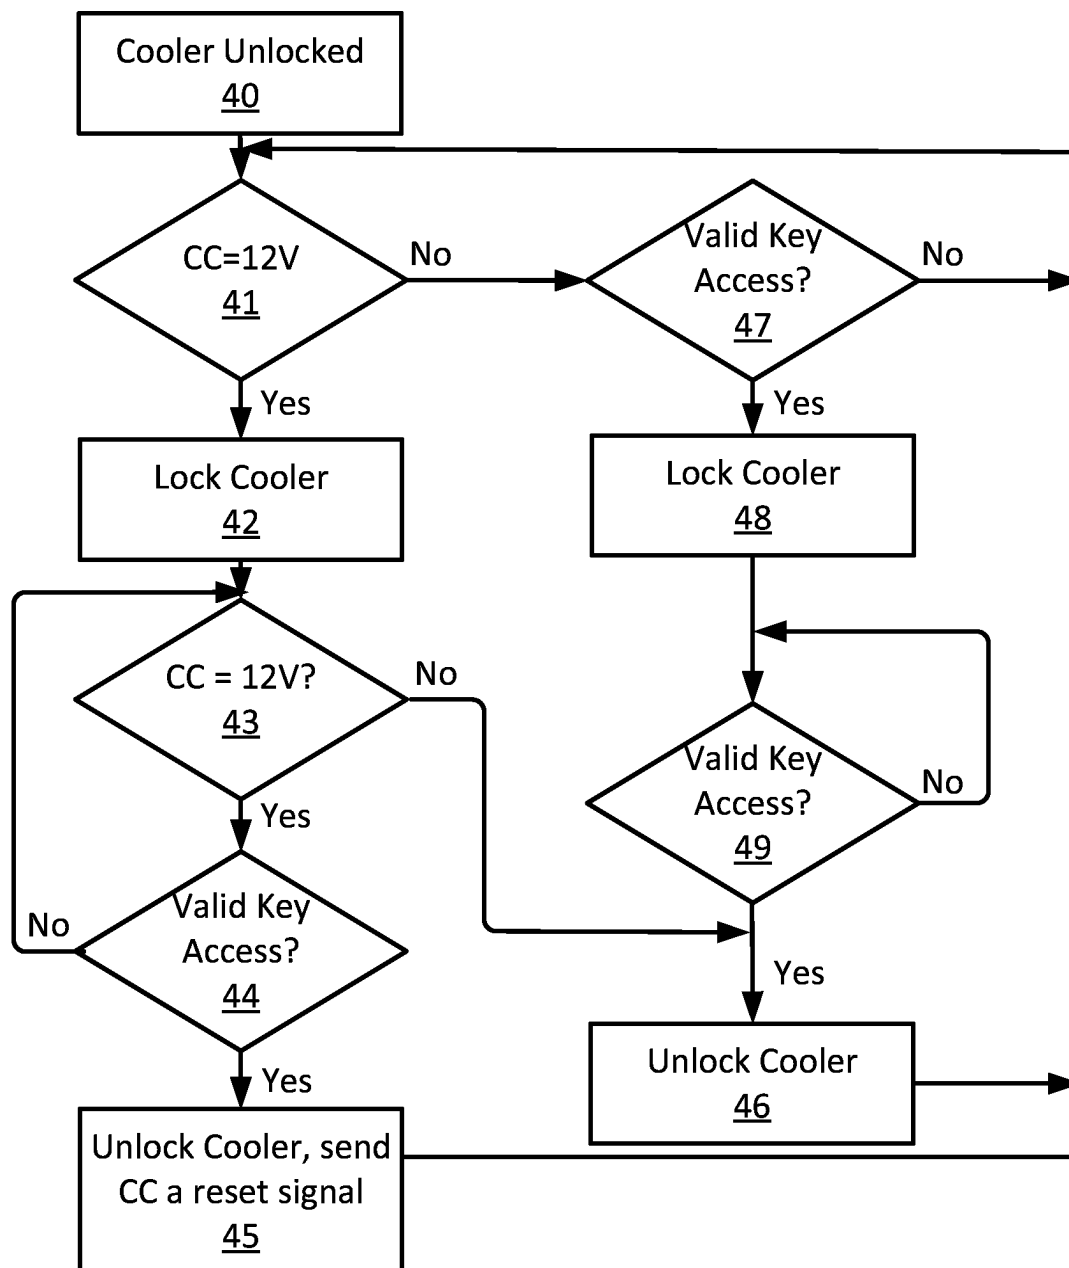 Cooler Unlocked
40
CC=12V
41
No
Valid Key
Access?
47
No
Yes
Yes
Lock Cooler
42
Lock Cooler
48
CC = 12V?
43
No
Valid Key
Access?
49
No
Yes
Valid Key
Access?
44
No
Yes
Yes
Unlock Cooler
46
Unlock Cooler, send
CC a reset signal
45